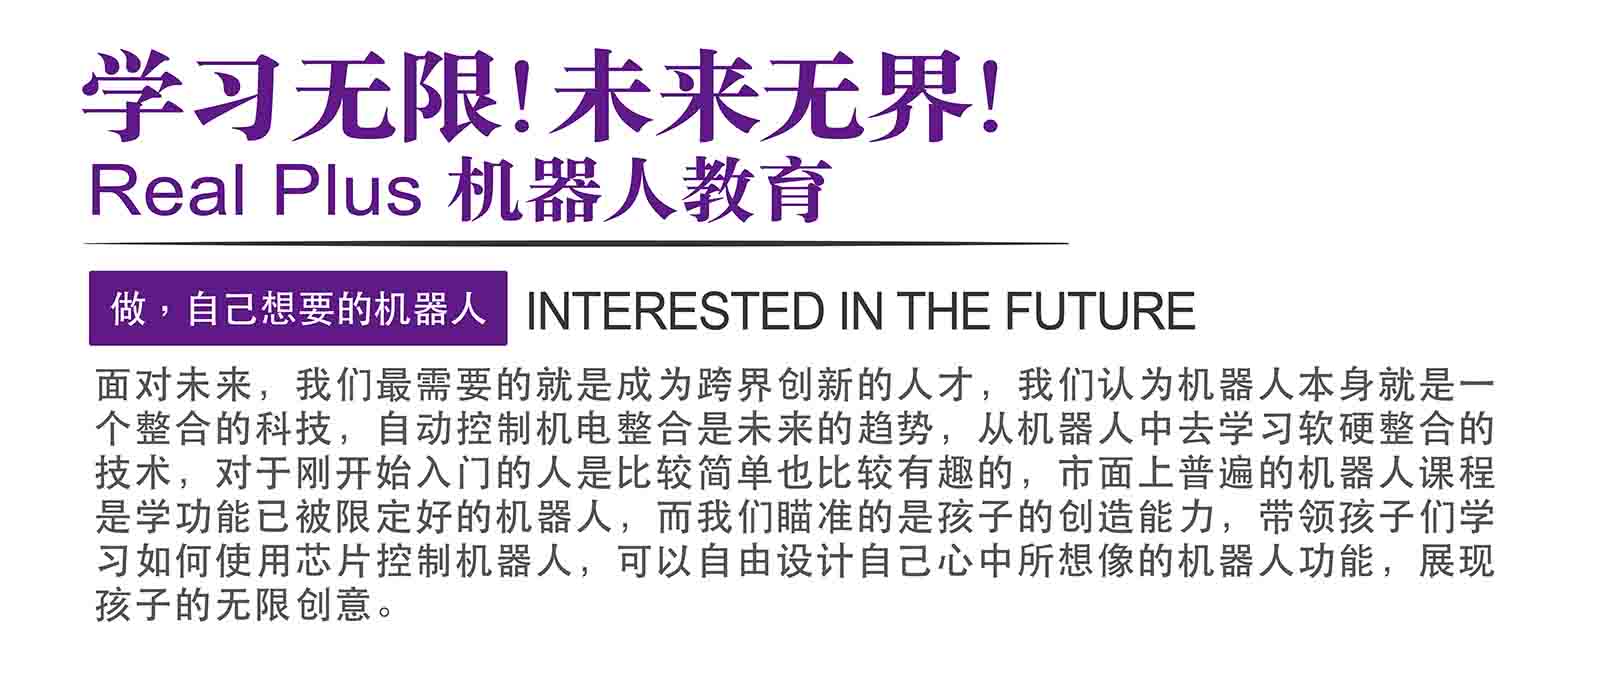 学习无限!未来无界!
Real Plus 机器人教育
做，自己想要的机器人 INTERESTED IN THE FUTURE
面对未来，我们最需要的就是成为跨界创新的人才，我们认为机器人本身就是一
个整合的科技，自动控制机电整合是未来的趋势，从机器人中去学习软硬整合的
技术，对于刚开始入门的人是比较简单也比较有趣的，市面上普遍的机器人课程
是学功能已被限定好的机器人，而我们瞄准的是孩子的创造能力，带领孩子们学
习如何使用芯片控制机器人，可以自由设计自己心中所想像的机器人功能，展现
孩子的无限创意。